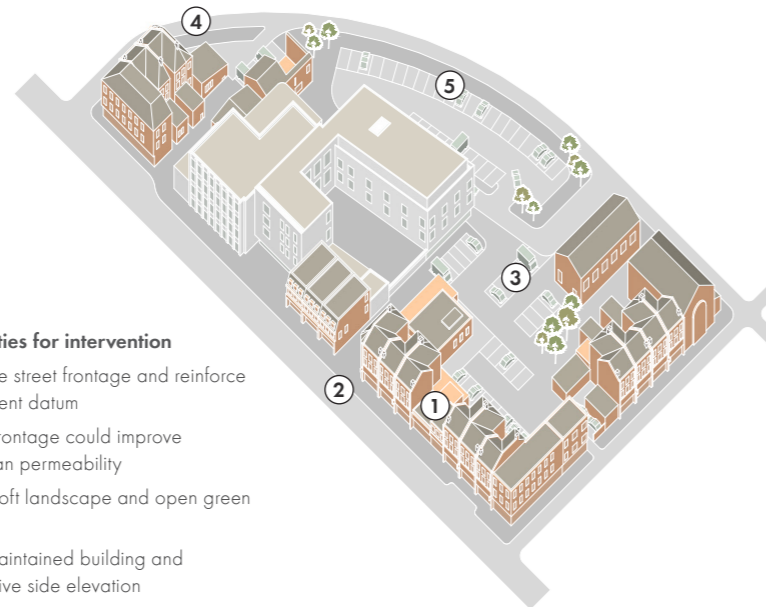 4
5
3
ties for intervention
e street frontage and reinforce
ent datum
2
1
rontage could improve
an permeability
oft landscape and open green
aintained building and
ive side elevation